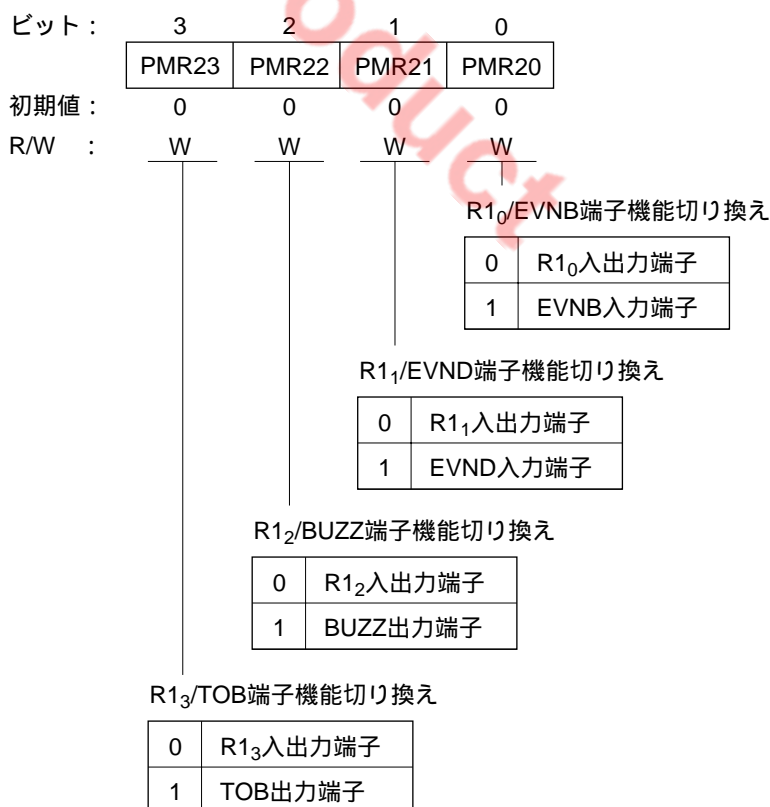 ビット： 3 2 1 0
PMR23 PMR22 PMR21 PMR20
初期値： 0 0 0 0
R/W ： W W W W
R1₀/EVNB端子機能切り換え
0 R1₀入出力端子
1 EVNB入力端子
R1₁/EVND端子機能切り換え
0 R1₁入出力端子
1 EVND入力端子
R1₂/BUZZ端子機能切り換え
0 R1₂入出力端子
1 BUZZ出力端子
R1₃/TOB端子機能切り換え
0 R1₃入出力端子
1 TOB出力端子
oduct